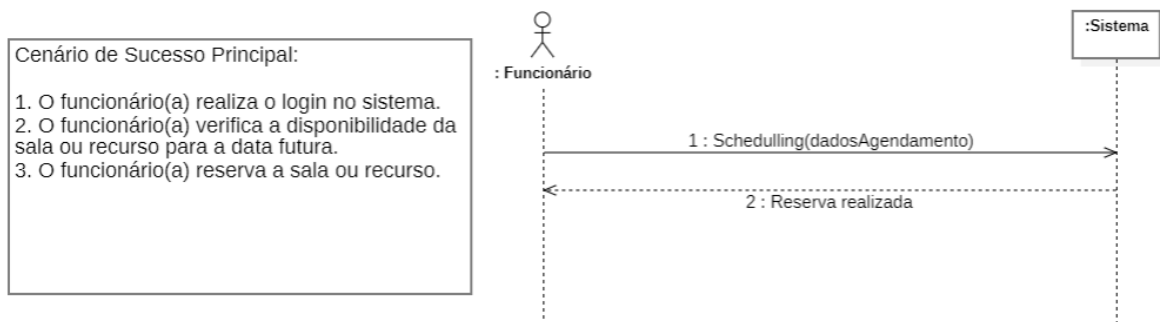 Cenário de Sucesso Principal:
1. O funcionário(a) realiza o login no sistema.
2. O funcionário(a) verifica a disponibilidade da
sala ou recurso para a data futura.
3. O funcionário(a) reserva a sala ou recurso.
: Funcionário
:Sistema
1 : Schedulling(dadosAgendamento)
2 : Reserva realizada